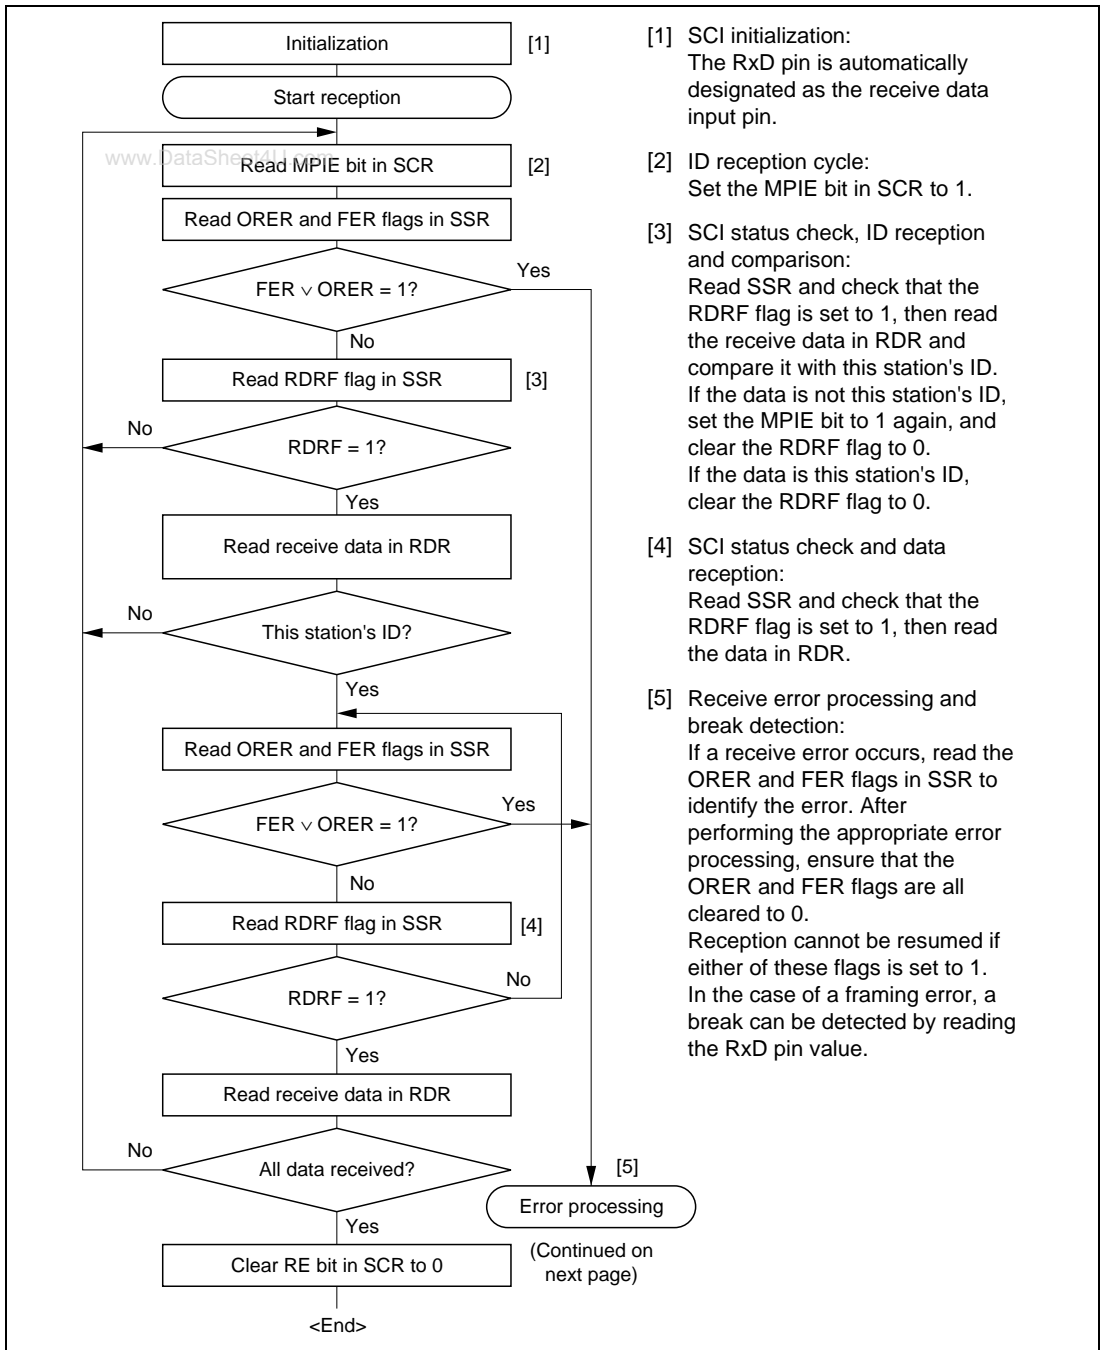 Initialization
[1]
Start reception
www.DataSheet4U.com
Read MPIE bit in SCR
[2]
Read ORER and FER flags in SSR
FER ∨ ORER = 1?
Yes
No
Read RDRF flag in SSR
[3]
No
RDRF = 1?
Yes
Read receive data in RDR
No
This station's ID?
Yes
Read ORER and FER flags in SSR
Yes
FER ∨ ORER = 1?
No
Read RDRF flag in SSR
[4]
No
RDRF = 1?
Yes
Read receive data in RDR
No
All data received?
[5]
Error processing
Yes
(Continued on
next page)
Clear RE bit in SCR to 0
<End>
[1] SCI initialization:
The RxD pin is automatically
designated as the receive data
input pin.
[2] ID reception cycle:
Set the MPIE bit in SCR to 1.
[3] SCI status check, ID reception
and comparison:
Read SSR and check that the
RDRF flag is set to 1, then read
the receive data in RDR and
compare it with this station's ID.
If the data is not this station's ID,
set the MPIE bit to 1 again, and
clear the RDRF flag to 0.
If the data is this station's ID,
clear the RDRF flag to 0.
[4] SCI status check and data
reception:
Read SSR and check that the
RDRF flag is set to 1, then read
the data in RDR.
[5] Receive error processing and
break detection:
If a receive error occurs, read the
ORER and FER flags in SSR to
identify the error. After
performing the appropriate error
processing, ensure that the
ORER and FER flags are all
cleared to 0.
Reception cannot be resumed if
either of these flags is set to 1.
In the case of a framing error, a
break can be detected by reading
the RxD pin value.